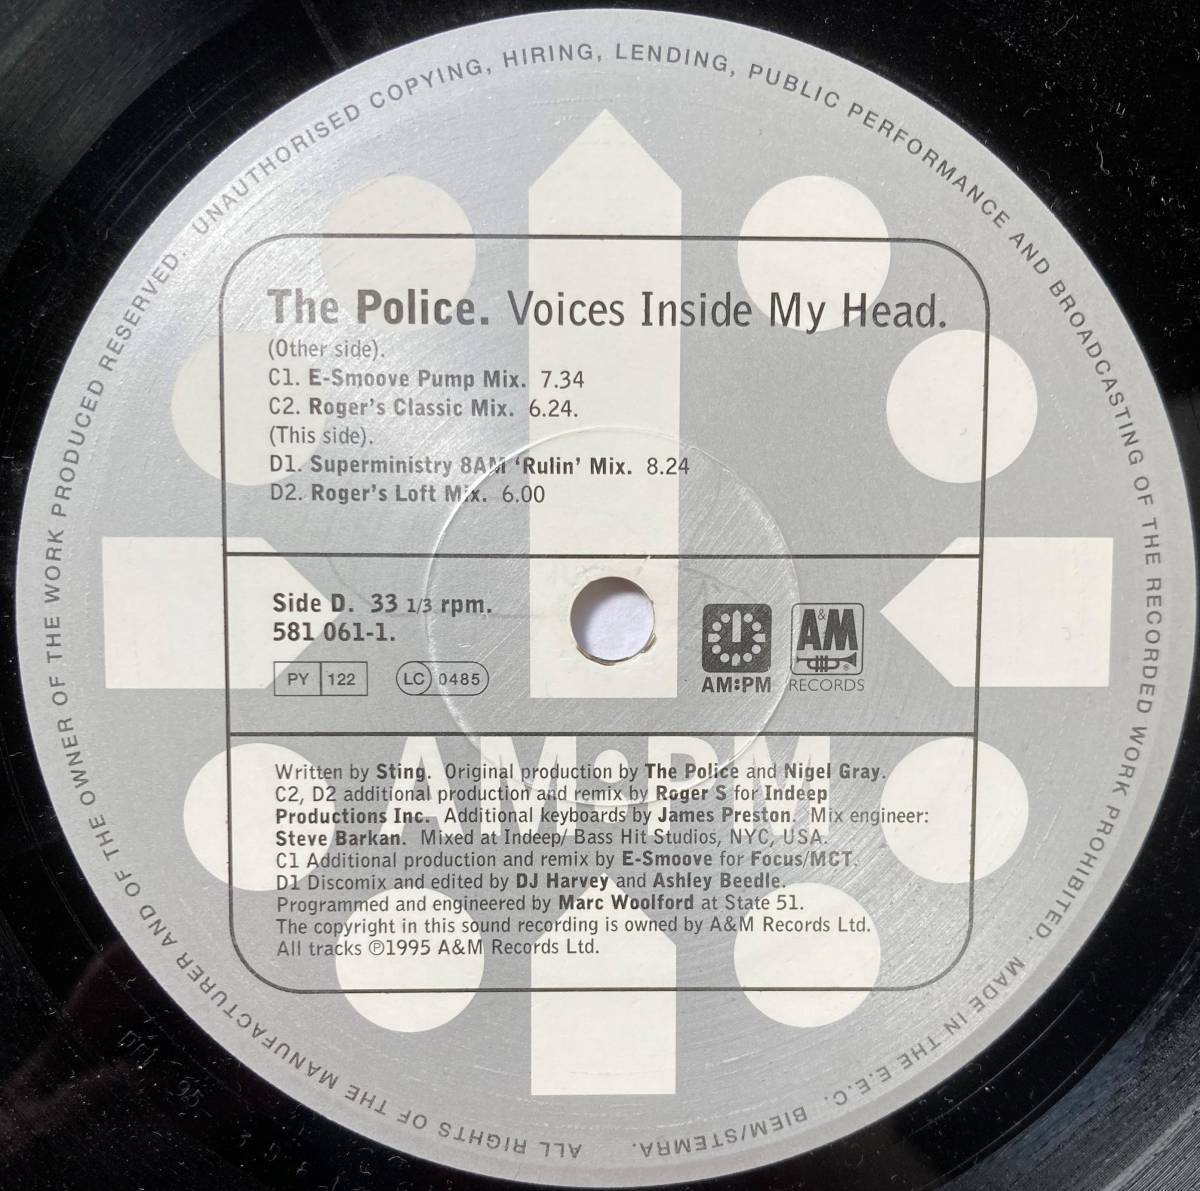 UNAUTHORISED COPYING, HIRING, LENDING, PUBLIC PERFORMANCE AND BROADCASTING OF THE RECORDED WORK PROHIBITED. MADE IN THE E.E.C. BIEM/STEMRA.
ALL RIGHTS OF THE MANUFACTURER AND OF THE OWNER OF THE WORK PRODUCED RESERVED.
The Police. Voices Inside My Head.
(Other side).
C1. E-Smoove Pump Mix. 7.34
C2. Roger's Classic Mix. 6.24.
(This side).
D1. Superministry 8AM ‘Rulin’ Mix. 8.24
D2. Roger's Loft Mix. 6.00
Side D. 33 1/3 rpm.
581 061-1.
PY 122 LC 0485
AM:PM
A&M
RECORDS
AM:PM
Written by Sting. Original production by The Police and Nigel Gray.
C2, D2 additional production and remix by Roger S for Indeep
Productions Inc. Additional keyboards by James Preston. Mix engineer:
Steve Barkan. Mixed at Indeep/ Bass Hit Studios, NYC, USA.
C1 Additional production and remix by E-Smoove for Focus/MCT.
D1 Discomix and edited by DJ Harvey and Ashley Beedle.
Programmed and engineered by Marc Woolford at State 51.
The copyright in this sound recording is owned by A&M Records Ltd.
All tracks ℗1995 A&M Records Ltd.